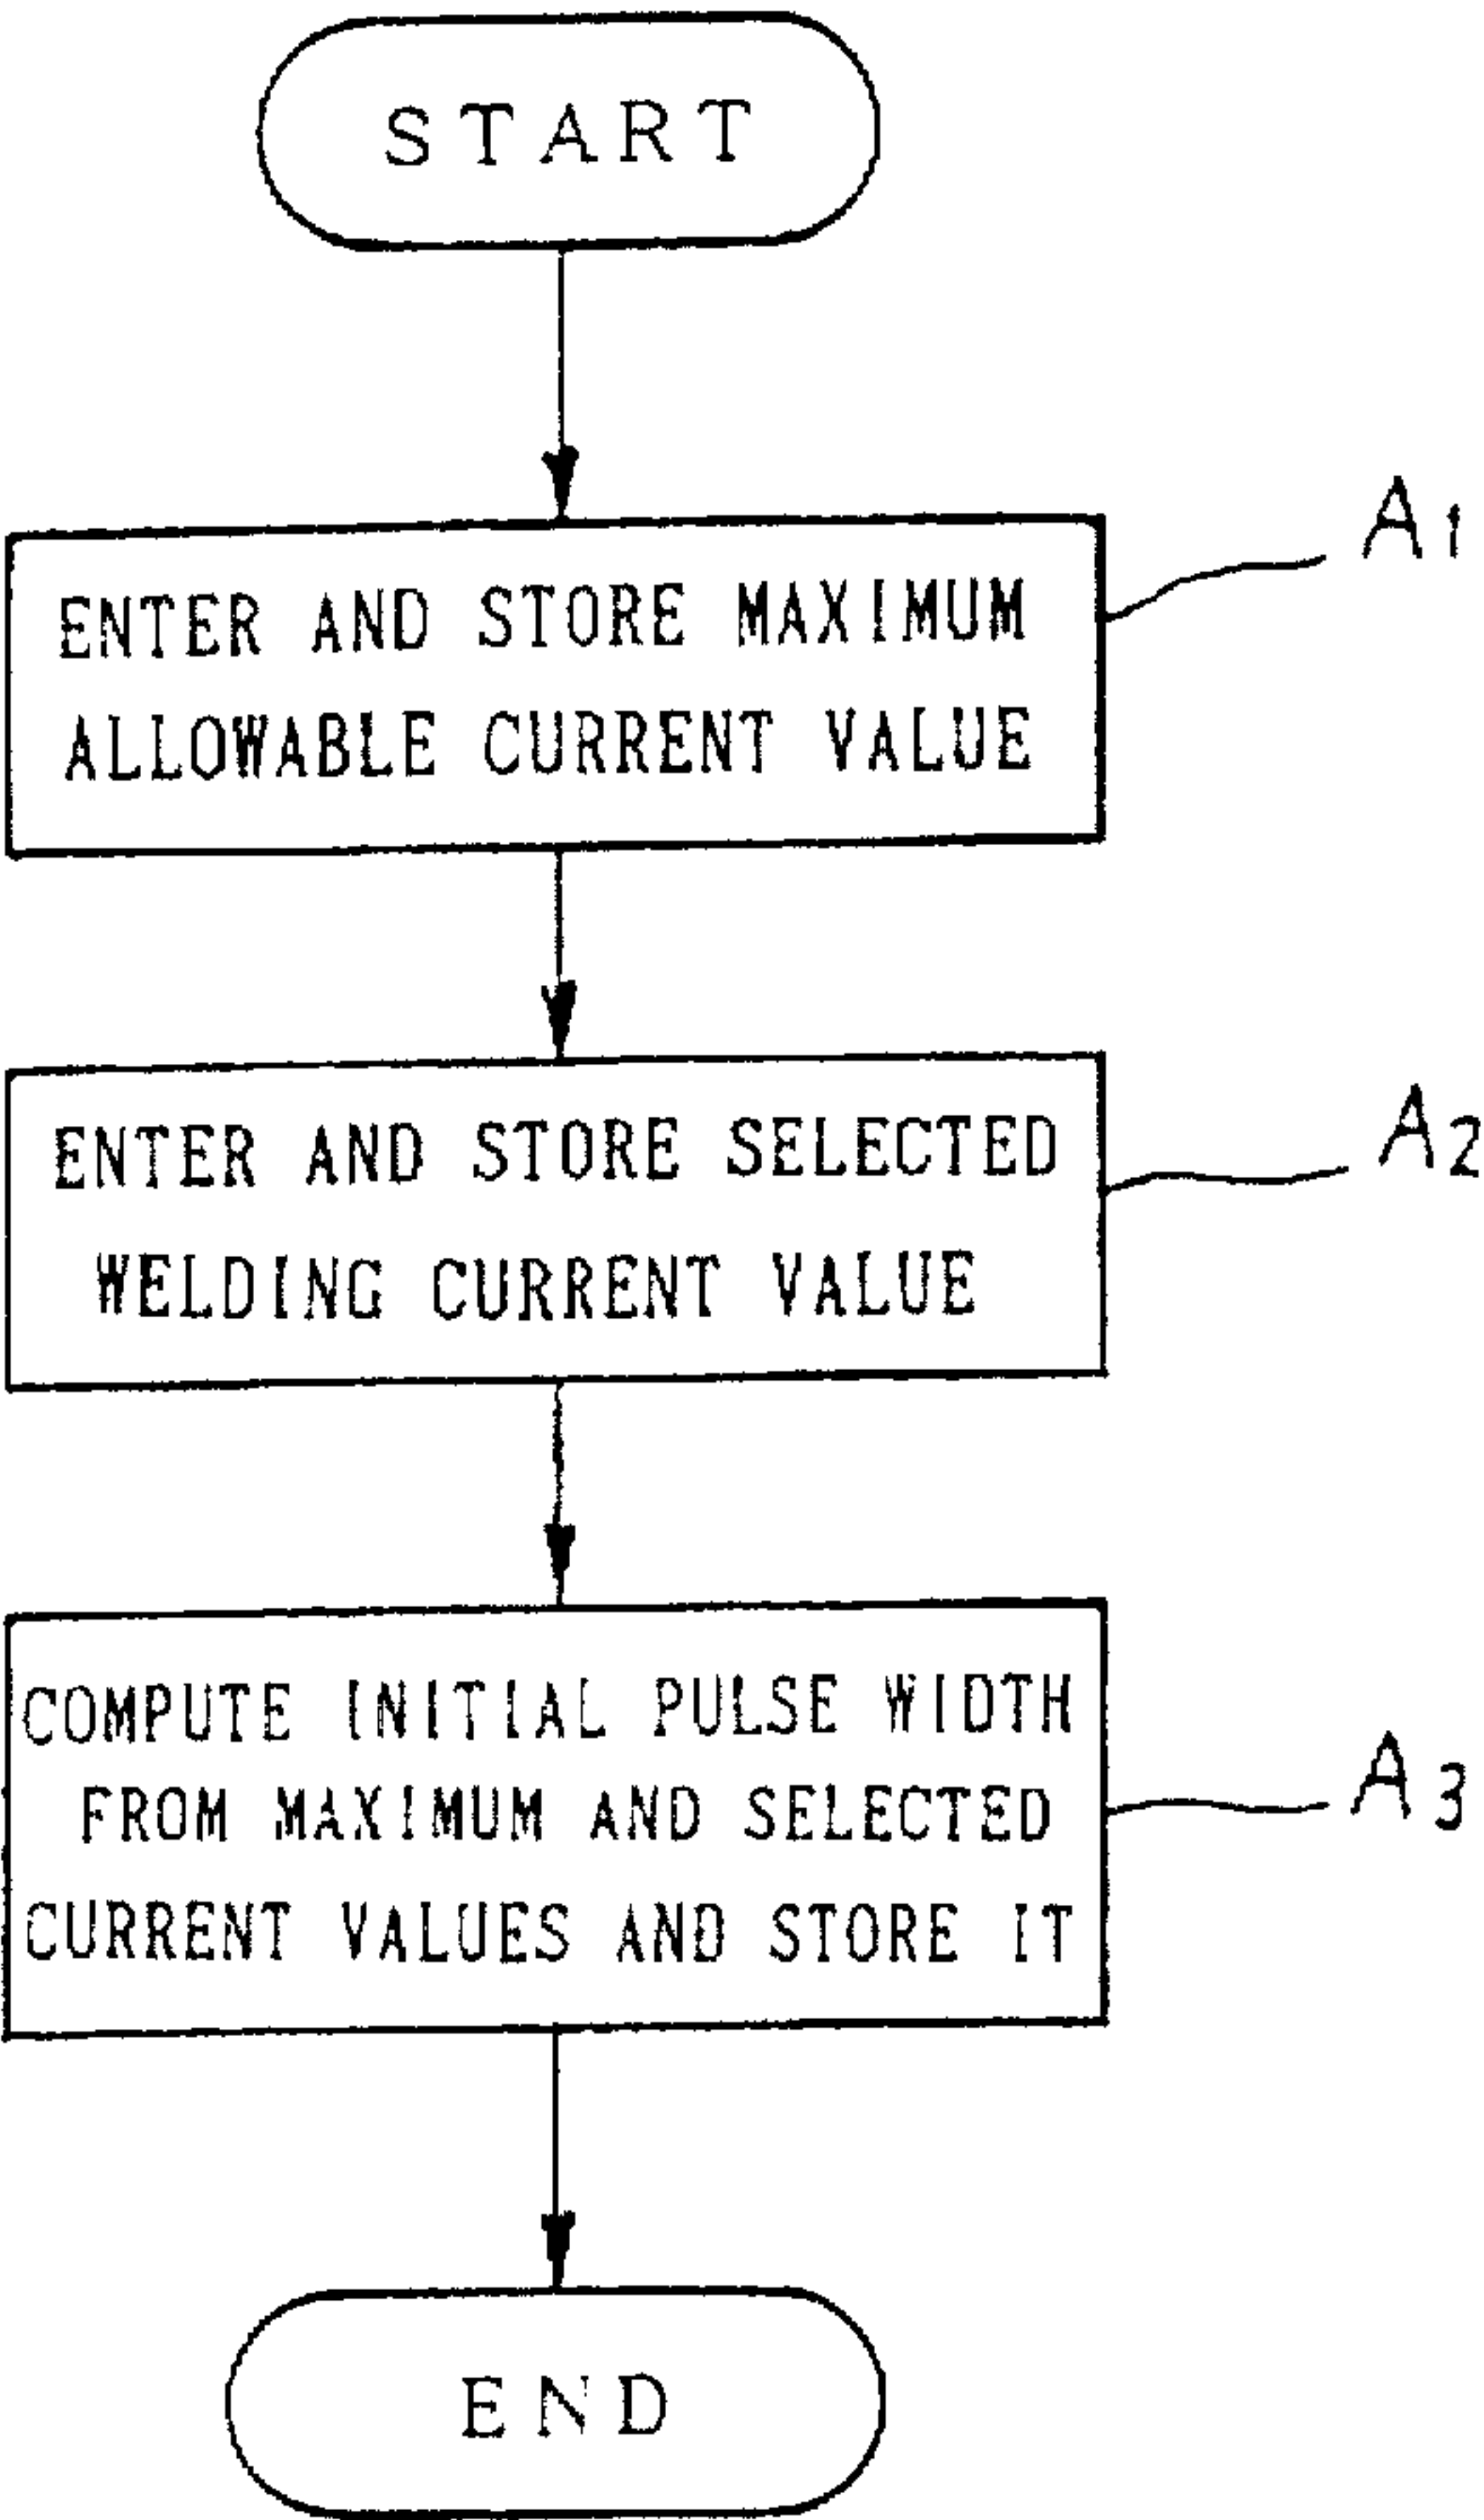 START
A1
ENTER AND STORE MAXIMUM
ALLOWABLE CURRENT VALUE
A2
ENTER AND STORE SELECTED
WELDING CURRENT VALUE
COMPUTE INITIAL PULSE WIDTH
FROM MAXIMUM AND SELECTED
A3
CURRENT VALUES AND STORE IT
END